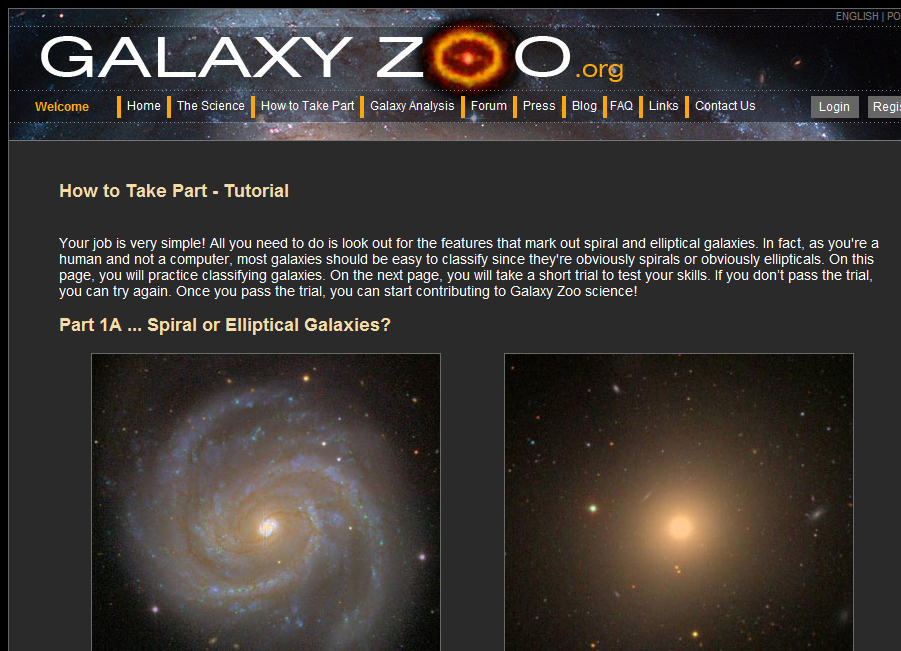 ENGLISH | PO
GALAXY ZOO.org
Welcome Home The Science How to Take Part Galaxy Analysis Forum Press Blog FAQ Links Contact Us Login Regis
How to Take Part - Tutorial
Your job is very simple! All you need to do is look out for the features that mark out spiral and elliptical galaxies. In fact, as you're a
human and not a computer, most galaxies should be easy to classify since they're obviously spirals or obviously ellipticals. On this
page, you will practice classifying galaxies. On the next page, you will take a short trial to test your skills. If you don't pass the trial,
you can try again. Once you pass the trial, you can start contributing to Galaxy Zoo science!
Part 1A ... Spiral or Elliptical Galaxies?